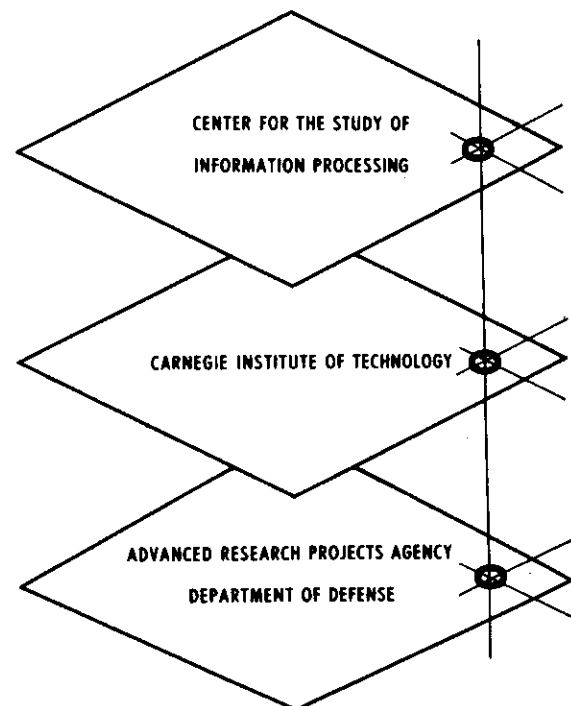 CENTER FOR THE STUDY OF
INFORMATION PROCESSING
CARNEGIE INSTITUTE OF TECHNOLOGY
ADVANCED RESEARCH PROJECTS AGENCY
DEPARTMENT OF DEFENSE